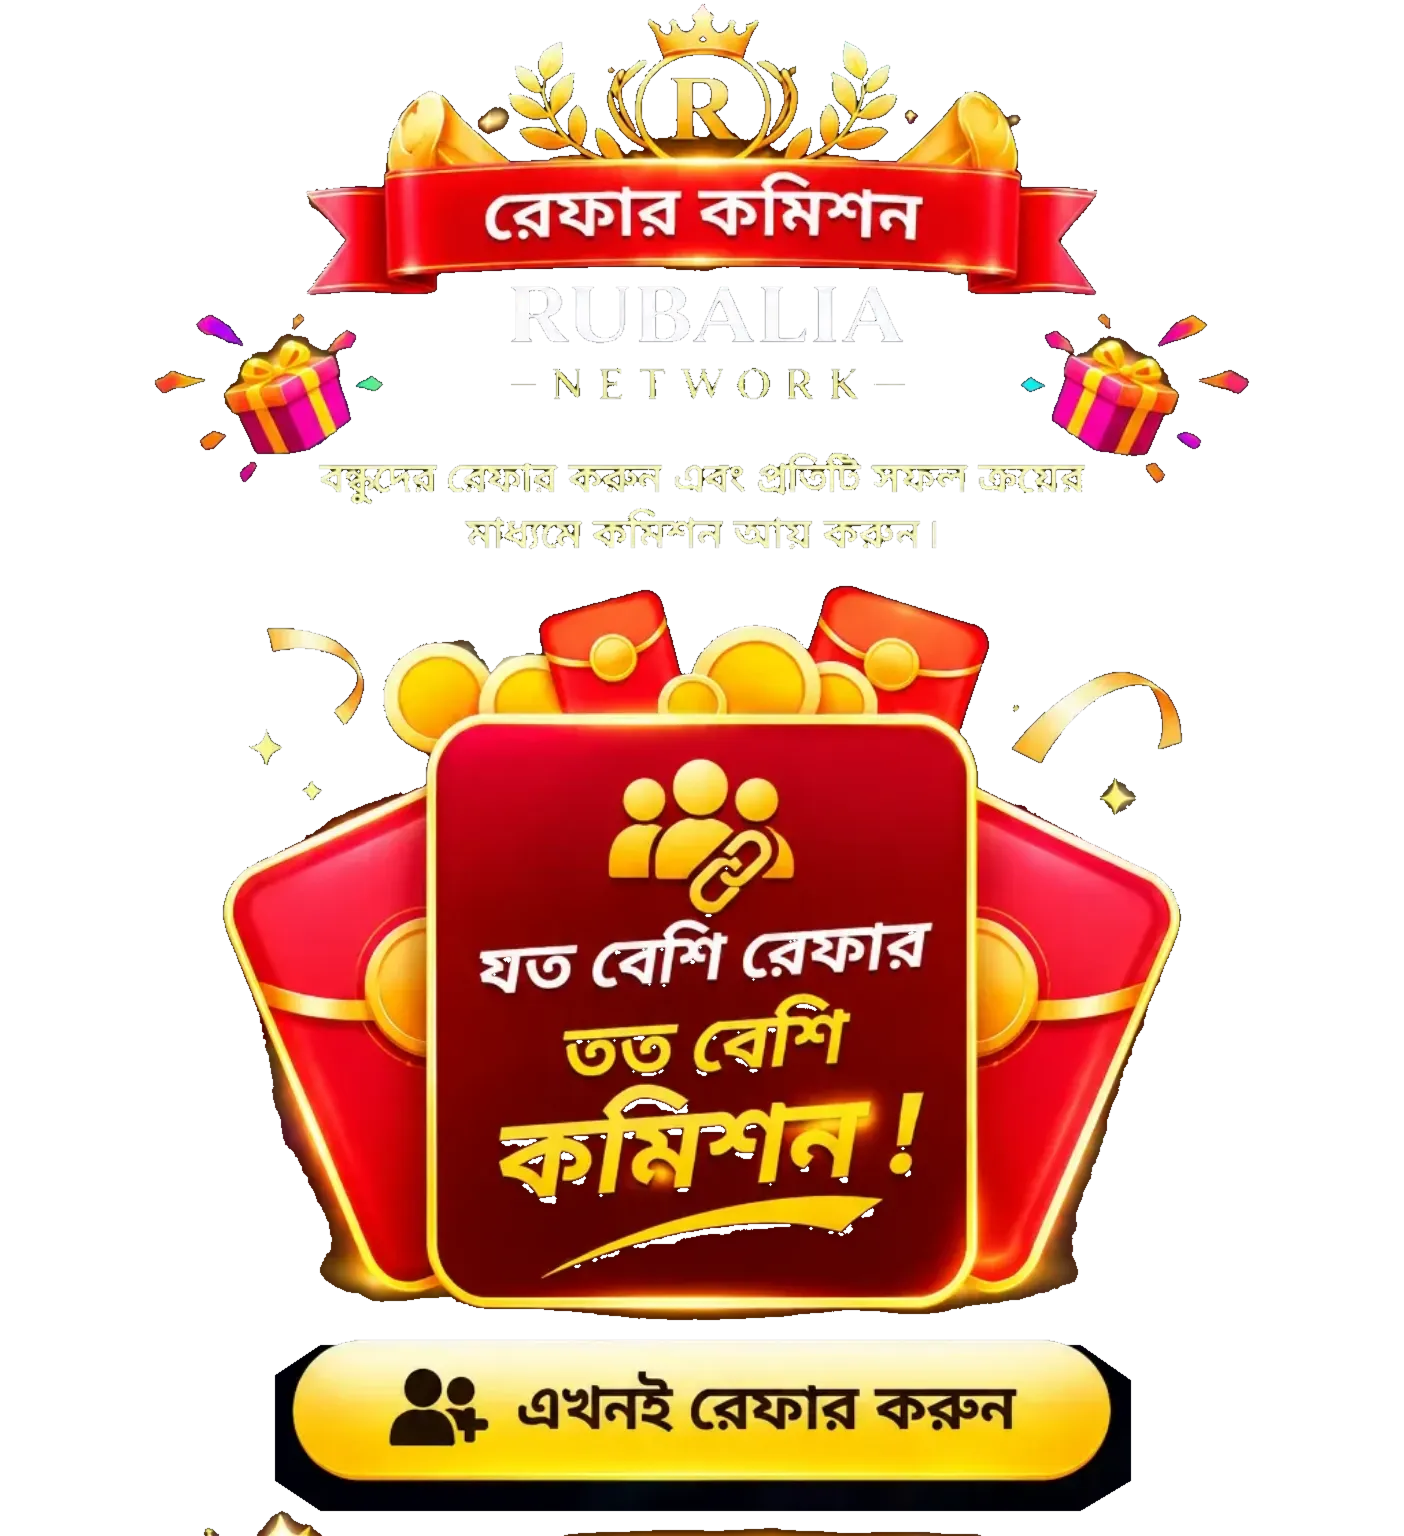 R
রেফার কমিশন
RUBALIA
NETWORK
বন্ধুদের রেফার করুন এবং প্রতিটি সফল ক্রয়ের
মাধ্যমে কমিশন আয় করুন।
যত বেশি রেফার
তত বেশি
কমিশন !
এখনই রেফার করুন